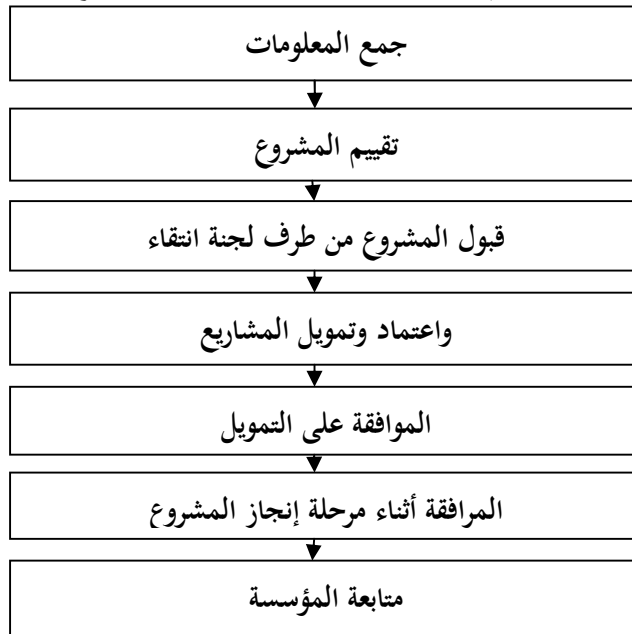 جمع المعلومات
تقييم المشروع
قبول المشروع من طرف لجنة انتقاء
واعتماد وتمويل المشاريع
الموافقة على التمويل
المرافقة أثناء مرحلة إنجاز المشروع
متابعة المؤسسة